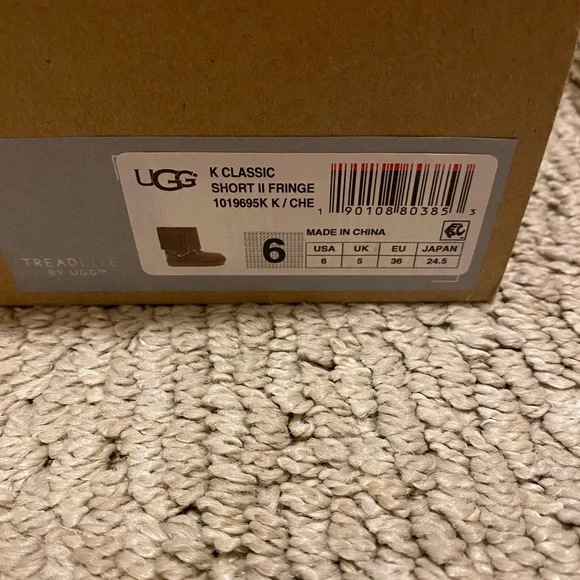 UGG
K CLASSIC
SHORT II FRINGE
1019695K K / CHE
1 90108 80385 3
MADE IN CHINA
6
USA UK EU JAPAN
6 5 36 24.5
TREADLITE
BY UGG™